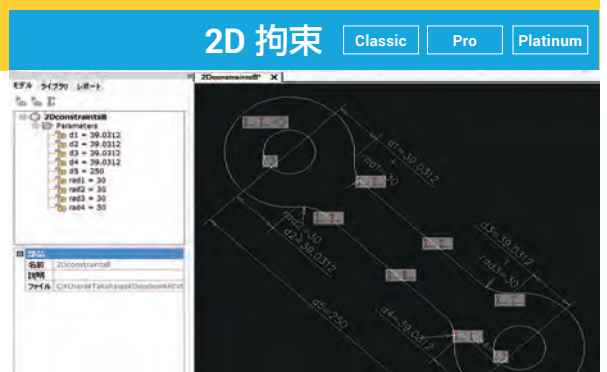 2D 拘束 Classic Pro Platinum
2Dconstraints8* X
モデル ライブラリ レポート
2Dconstraints8
Parameters
d1 = 39.0312
d2 = 39.0312
d3 = 39.0312
d4 = 39.0312
d5 = 250
rad1 = 30
rad2 = 30
rad3 = 30
rad4 = 30
名前 2Dconstraints8
説明
ファイル
d1=39.0312
rad2=30
d2=39.0312
d3=39.0312
rad3=30
d5=250
d4=39.0312